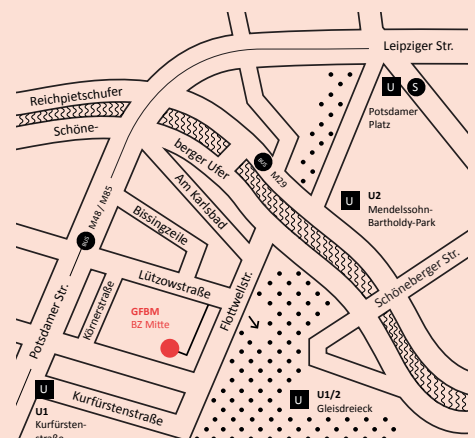 Leipziger Str.
U
S
Potsdamer
Platz
Reichpietschufer
Schöne-
berger Ufer
BUS
M29
Am Karlsbad
U
U2
Mendelssohn-
Bartholdy-Park
BUS
M48 / M85
Bissingzeile
Lützowstraße
Flottwellstr.
Schöneberger Str.
Potsdamer Str.
Körnerstraße
GFBM
BZ Mitte
U
U1
Kurfürsten-
straße
Kurfürstenstraße
U
U1/2
Gleisdreieck